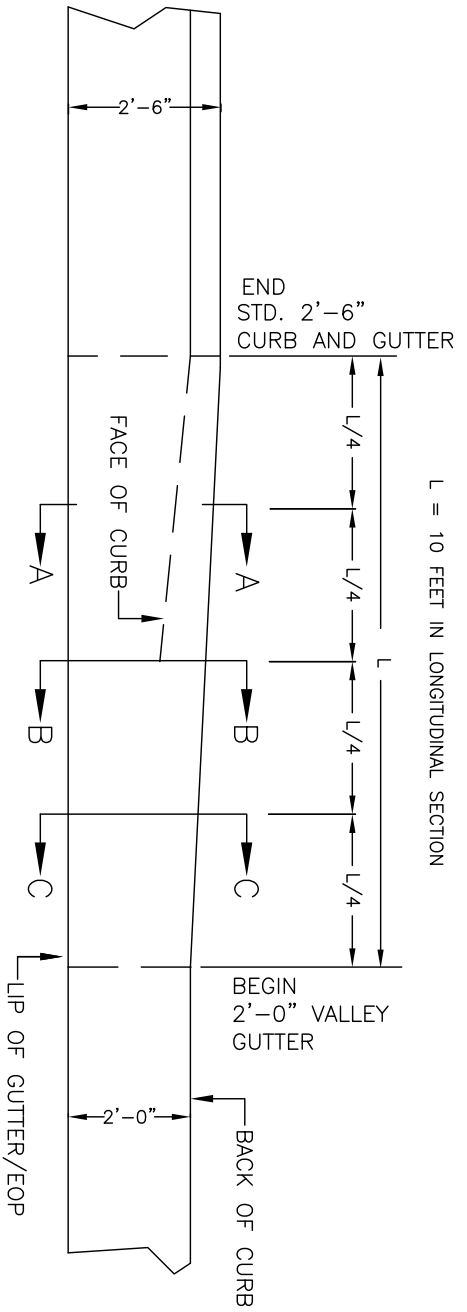 2'-6"
END
STD. 2'-6"
CURB AND GUTTER
L/4
L/4
L/4
L/4
L
L = 10 FEET IN LONGITUDINAL SECTION
FACE OF CURB
A
A
B
B
C
C
BEGIN
2'-0" VALLEY
GUTTER
2'-0"
BACK OF CURB
LIP OF GUTTER/EOP